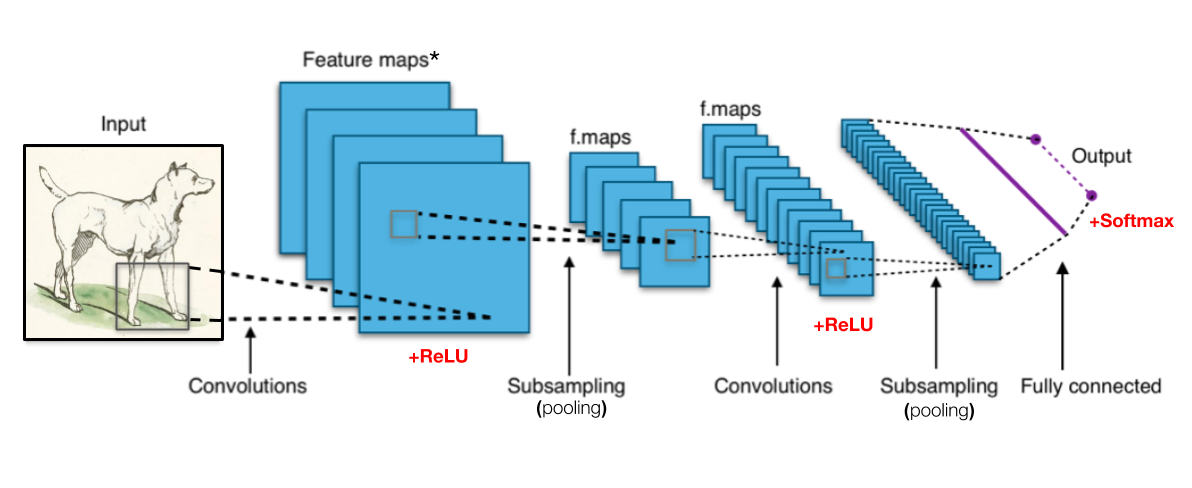 Feature maps*
Input
f.maps
f.maps
Output
+Softmax
+ReLU
+ReLU
Convolutions
Subsampling
(pooling)
Convolutions
Subsampling
(pooling)
Fully connected